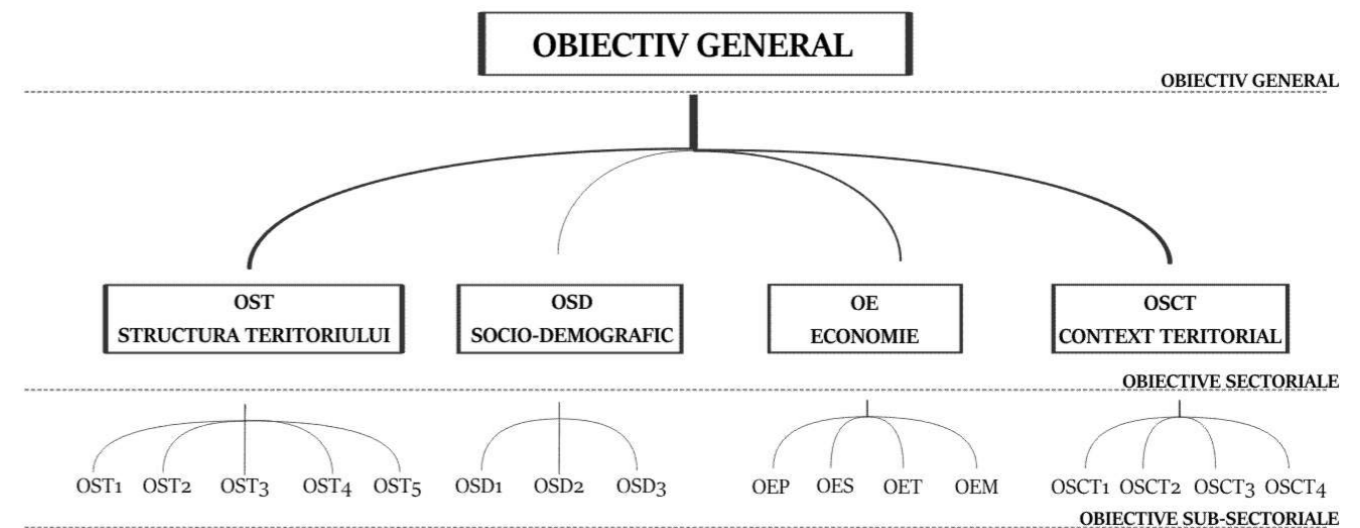 OBIECTIV GENERAL
OBIECTIV GENERAL
OST
STRUCTURA TERITORIULUI
OSD
SOCIO-DEMOGRAFIC
OE
ECONOMIE
OSCT
CONTEXT TERITORIAL
OBIECTIVE SECTORIALE
OST1 OST2 OST3 OST4 OST5 OSD1 OSD2 OSD3 OEP OES OET OEM OSCT1 OSCT2 OSCT3 OSCT4
OBIECTIVE SUB-SECTORIALE